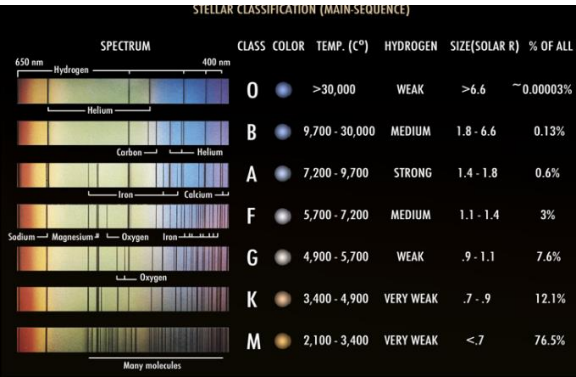 STELLAR CLASSIFICATION (MAIN-SEQUENCE)
SPECTRUM CLASS COLOR TEMP. (C°) HYDROGEN SIZE(SOLAR R) % OF ALL
650 nm 400 nm
Hydrogen
O >30,000 WEAK >6.6 ~0.00003%
Helium
B 9,700 - 30,000 MEDIUM 1.8 - 6.6 0.13%
Carbon Helium
A 7,200 - 9,700 STRONG 1.4 - 1.8 0.6%
Iron Calcium
F 5,700 - 7,200 MEDIUM 1.1 - 1.4 3%
Sodium Magnesium Oxygen Iron
G 4,900 - 5,700 WEAK .9 - 1.1 7.6%
Oxygen
K 3,400 - 4,900 VERY WEAK .7 - .9 12.1%
M 2,100 - 3,400 VERY WEAK <.7 76.5%
Many molecules